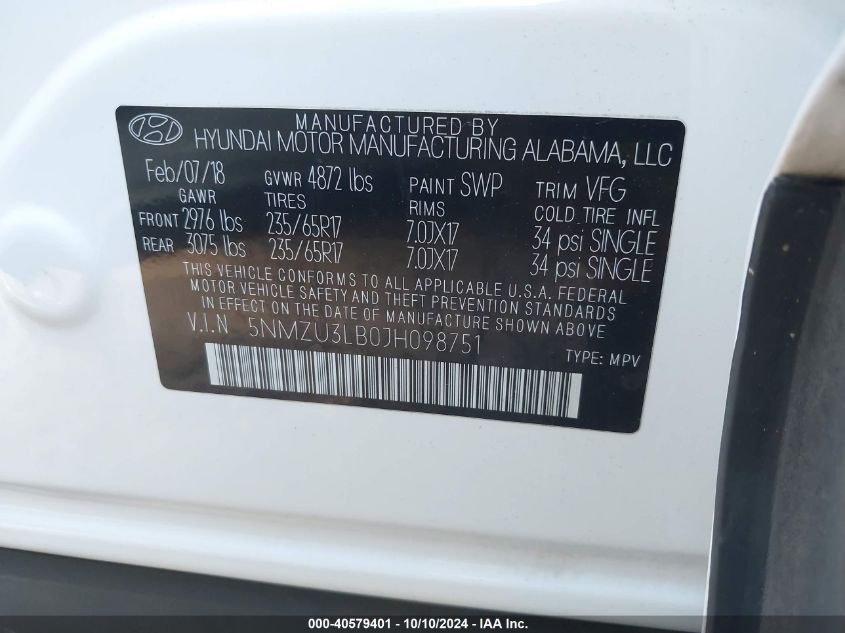 MANUFACTURED BY
HYUNDAI MOTOR MANUFACTURING ALABAMA, LLC
Feb/07/18 GVWR 4872 lbs PAINT SWP TRIM VFG
GAWR TIRES RIMS COLD TIRE INFL
FRONT 2976 lbs 235/65R17 7.0JX17 34 psi SINGLE
REAR 3075 lbs 235/65R17 7.0JX17 34 psi SINGLE
THIS VEHICLE CONFORMS TO ALL APPLICABLE U.S.A. FEDERAL
MOTOR VEHICLE SAFETY AND THEFT PREVENTION STANDARDS
IN EFFECT ON THE DATE OF MANUFACTURE SHOWN ABOVE.
V.I.N 5NMZU3LB0JH098751
TYPE: MPV
000-40579401 - 10/10/2024 - IAAI.com